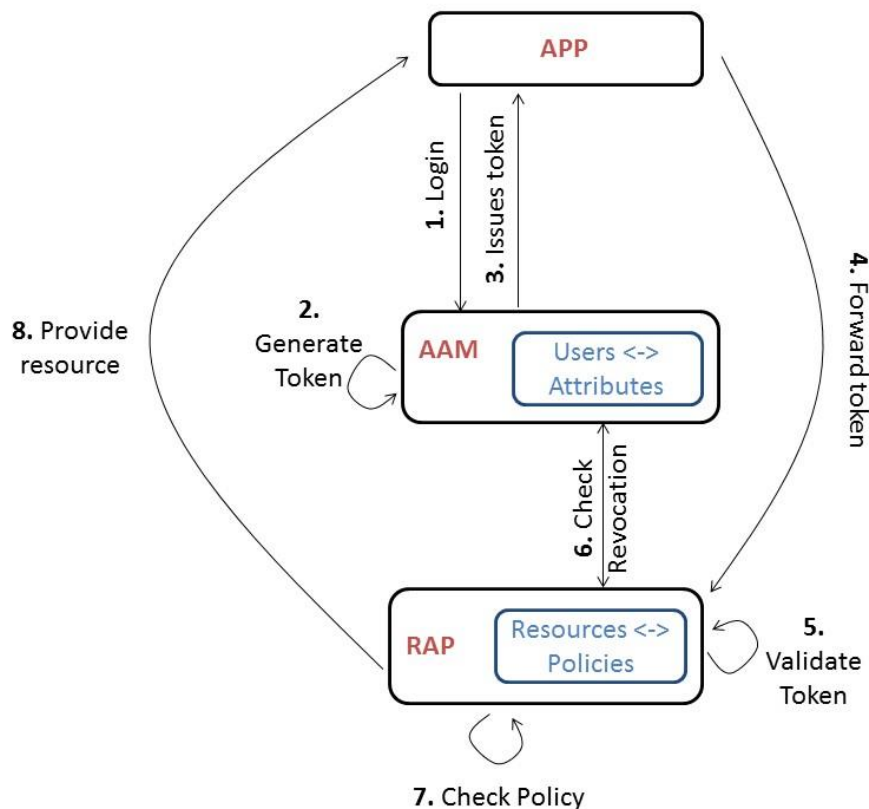 APP
1. Login
3. Issues token
4. Forward token
2.
Generate
Token
AAM
Users <->
Attributes
8. Provide
resource
6. Check
Revocation
RAP
Resources <->
Policies
5.
Validate
Token
7. Check Policy